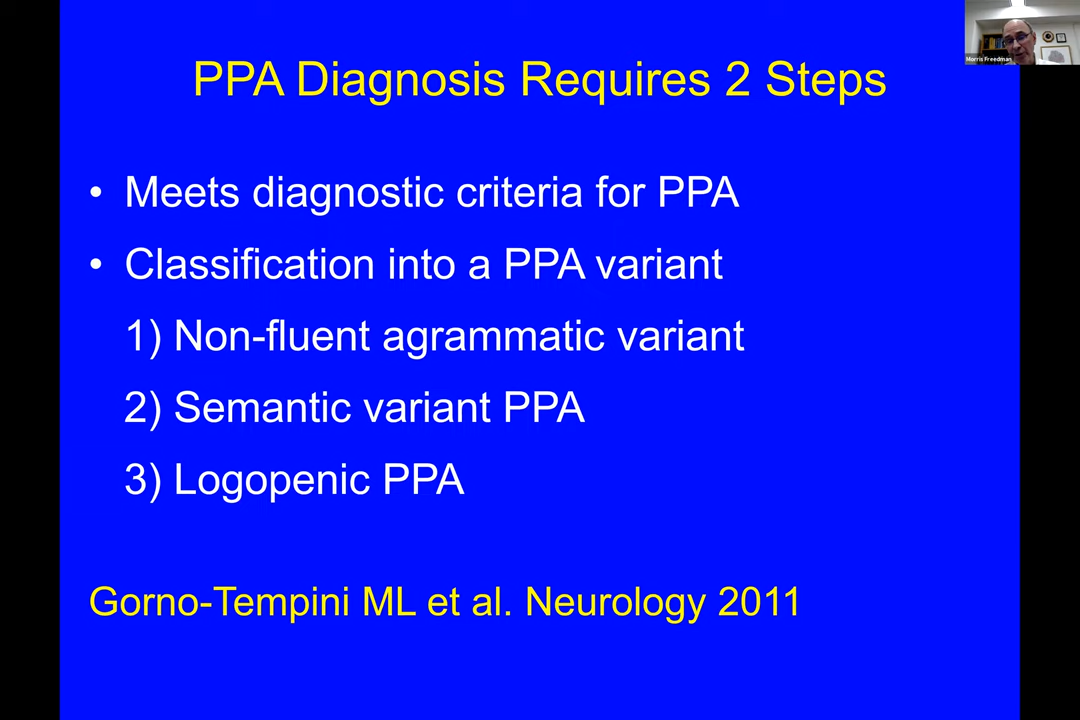 Morris Freedman
PPA Diagnosis Requires 2 Steps
• Meets diagnostic criteria for PPA
• Classification into a PPA variant
1) Non-fluent agrammatic variant
2) Semantic variant PPA
3) Logopenic PPA
Gorno-Tempini ML et al. Neurology 2011